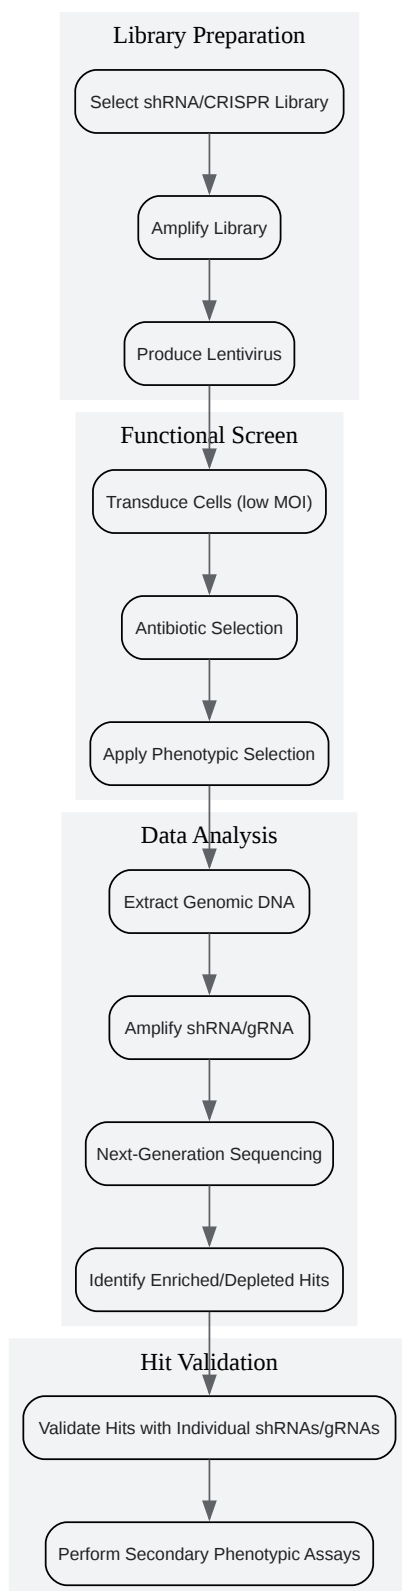 Library Preparation
Select shRNA/CRISPR Library
Amplify Library
Produce Lentivirus
Functional Screen
Transduce Cells (low MOI)
Antibiotic Selection
Apply Phenotypic Selection
Data Analysis
Extract Genomic DNA
Amplify shRNA/gRNA
Next-Generation Sequencing
Identify Enriched/Depleted Hits
Hit Validation
Validate Hits with Individual shRNAs/gRNAs
Perform Secondary Phenotypic Assays